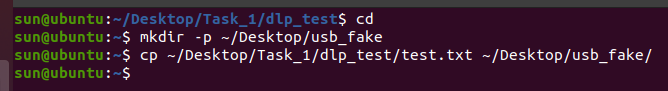 sun@ubuntu:~/Desktop/Task_1/dlp_test$ cd
sun@ubuntu:~$ mkdir -p ~/Desktop/usb_fake
sun@ubuntu:~$ cp ~/Desktop/Task_1/dlp_test/test.txt ~/Desktop/usb_fake/
sun@ubuntu:~$